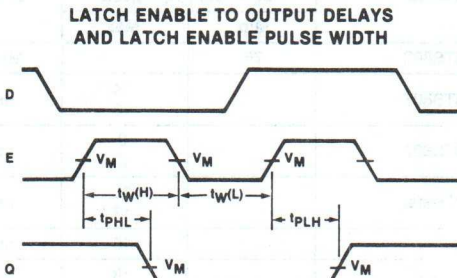 LATCH ENABLE TO OUTPUT DELAYS
AND LATCH ENABLE PULSE WIDTH
D
E
VM VM VM
tW(H) tW(L)
tPHL tPLH
Q
VM VM